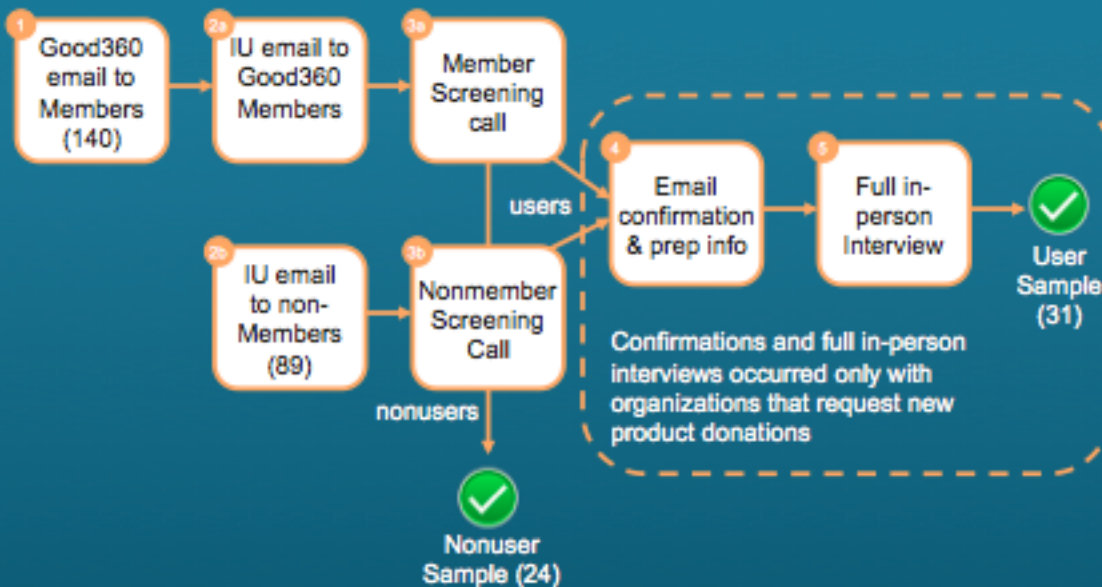 1
Good360
email to
Members
(140)
2a
IU email to
Good360
Members
3a
Member
Screening
call
users
2b
IU email
to non-
Members
(89)
3b
Nonmember
Screening
Call
nonusers
Nonuser
Sample (24)
4
Email
confirmation
& prep info
5
Full in-
person
Interview
User
Sample
(31)
Confirmations and full in-person
interviews occurred only with
organizations that request new
product donations